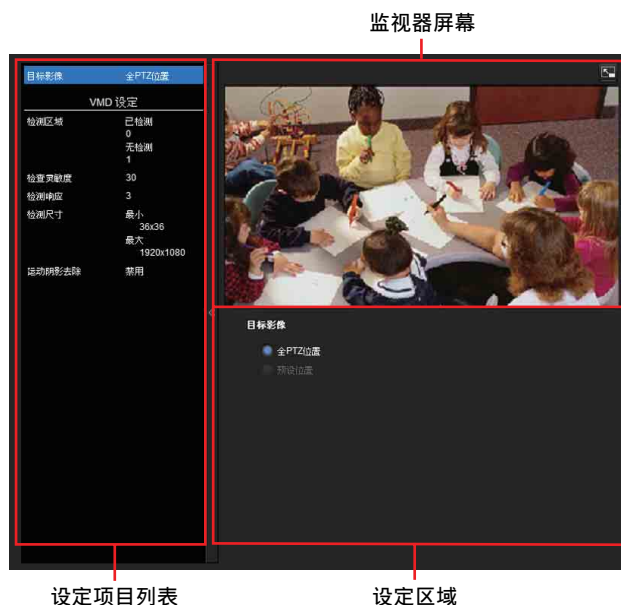 监视器屏幕
目标影像 全PTZ位置
VMD 设定
检测区域 已检测
0
无检测
1
检查灵敏度 30
检测响应 3
检测尺寸 最小
36x36
最大
1920x1080
运动阴影去除 禁用
目标影像
全PTZ位置
预设位置
设定项目列表 设定区域